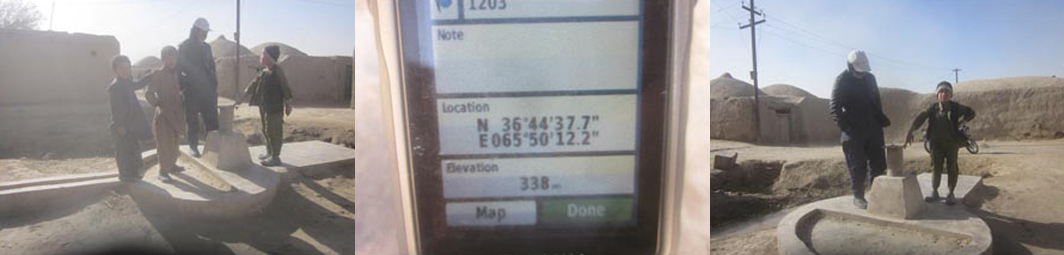 1203
Note
Location
N 36°44'37.7"
E065°50'12.2"
Elevation
338m
Map
Done